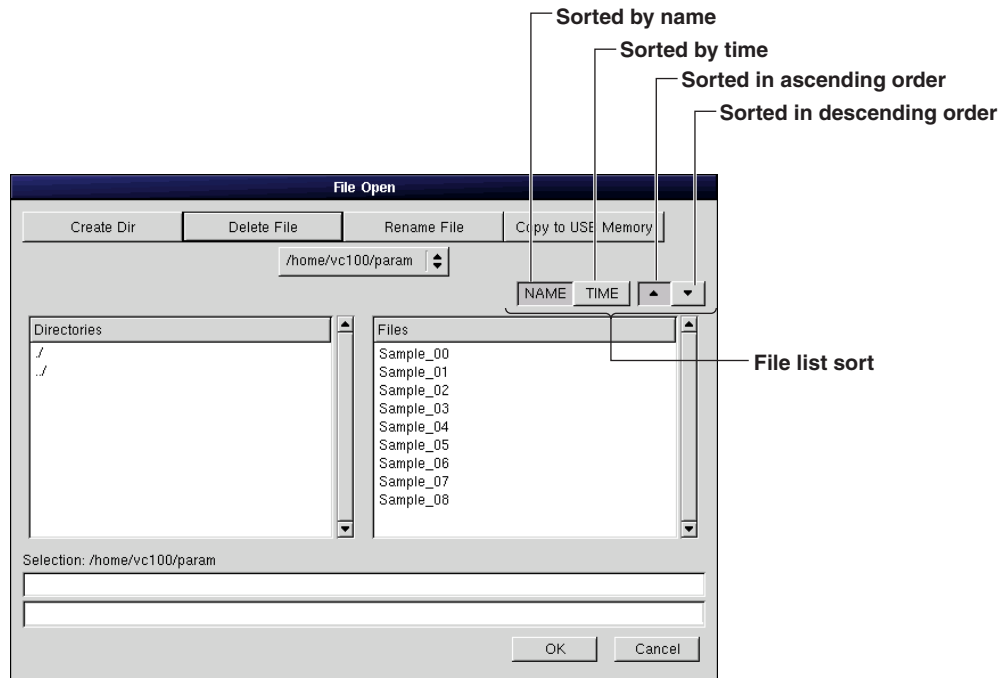 Sorted by name
Sorted by time
Sorted in ascending order
Sorted in descending order
File Open
Create Dir
Delete File
Rename File
Copy to USB Memory
/home/vc100/param
NAME
TIME
Directories
./
../
Files
Sample_00
Sample_01
Sample_02
Sample_03
Sample_04
Sample_05
Sample_06
Sample_07
Sample_08
File list sort
Selection: /home/vc100/param
OK
Cancel